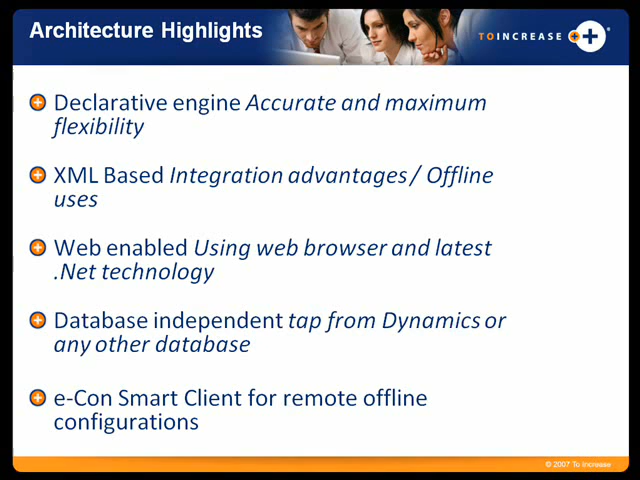 Architecture Highlights
TOINCREASE
Declarative engine Accurate and maximum
flexibility
XML Based Integration advantages / Offline
uses
Web enabled Using web browser and latest
.Net technology
Database independent tap from Dynamics or
any other database
e-Con Smart Client for remote offline
configurations
© 2007 To Increase